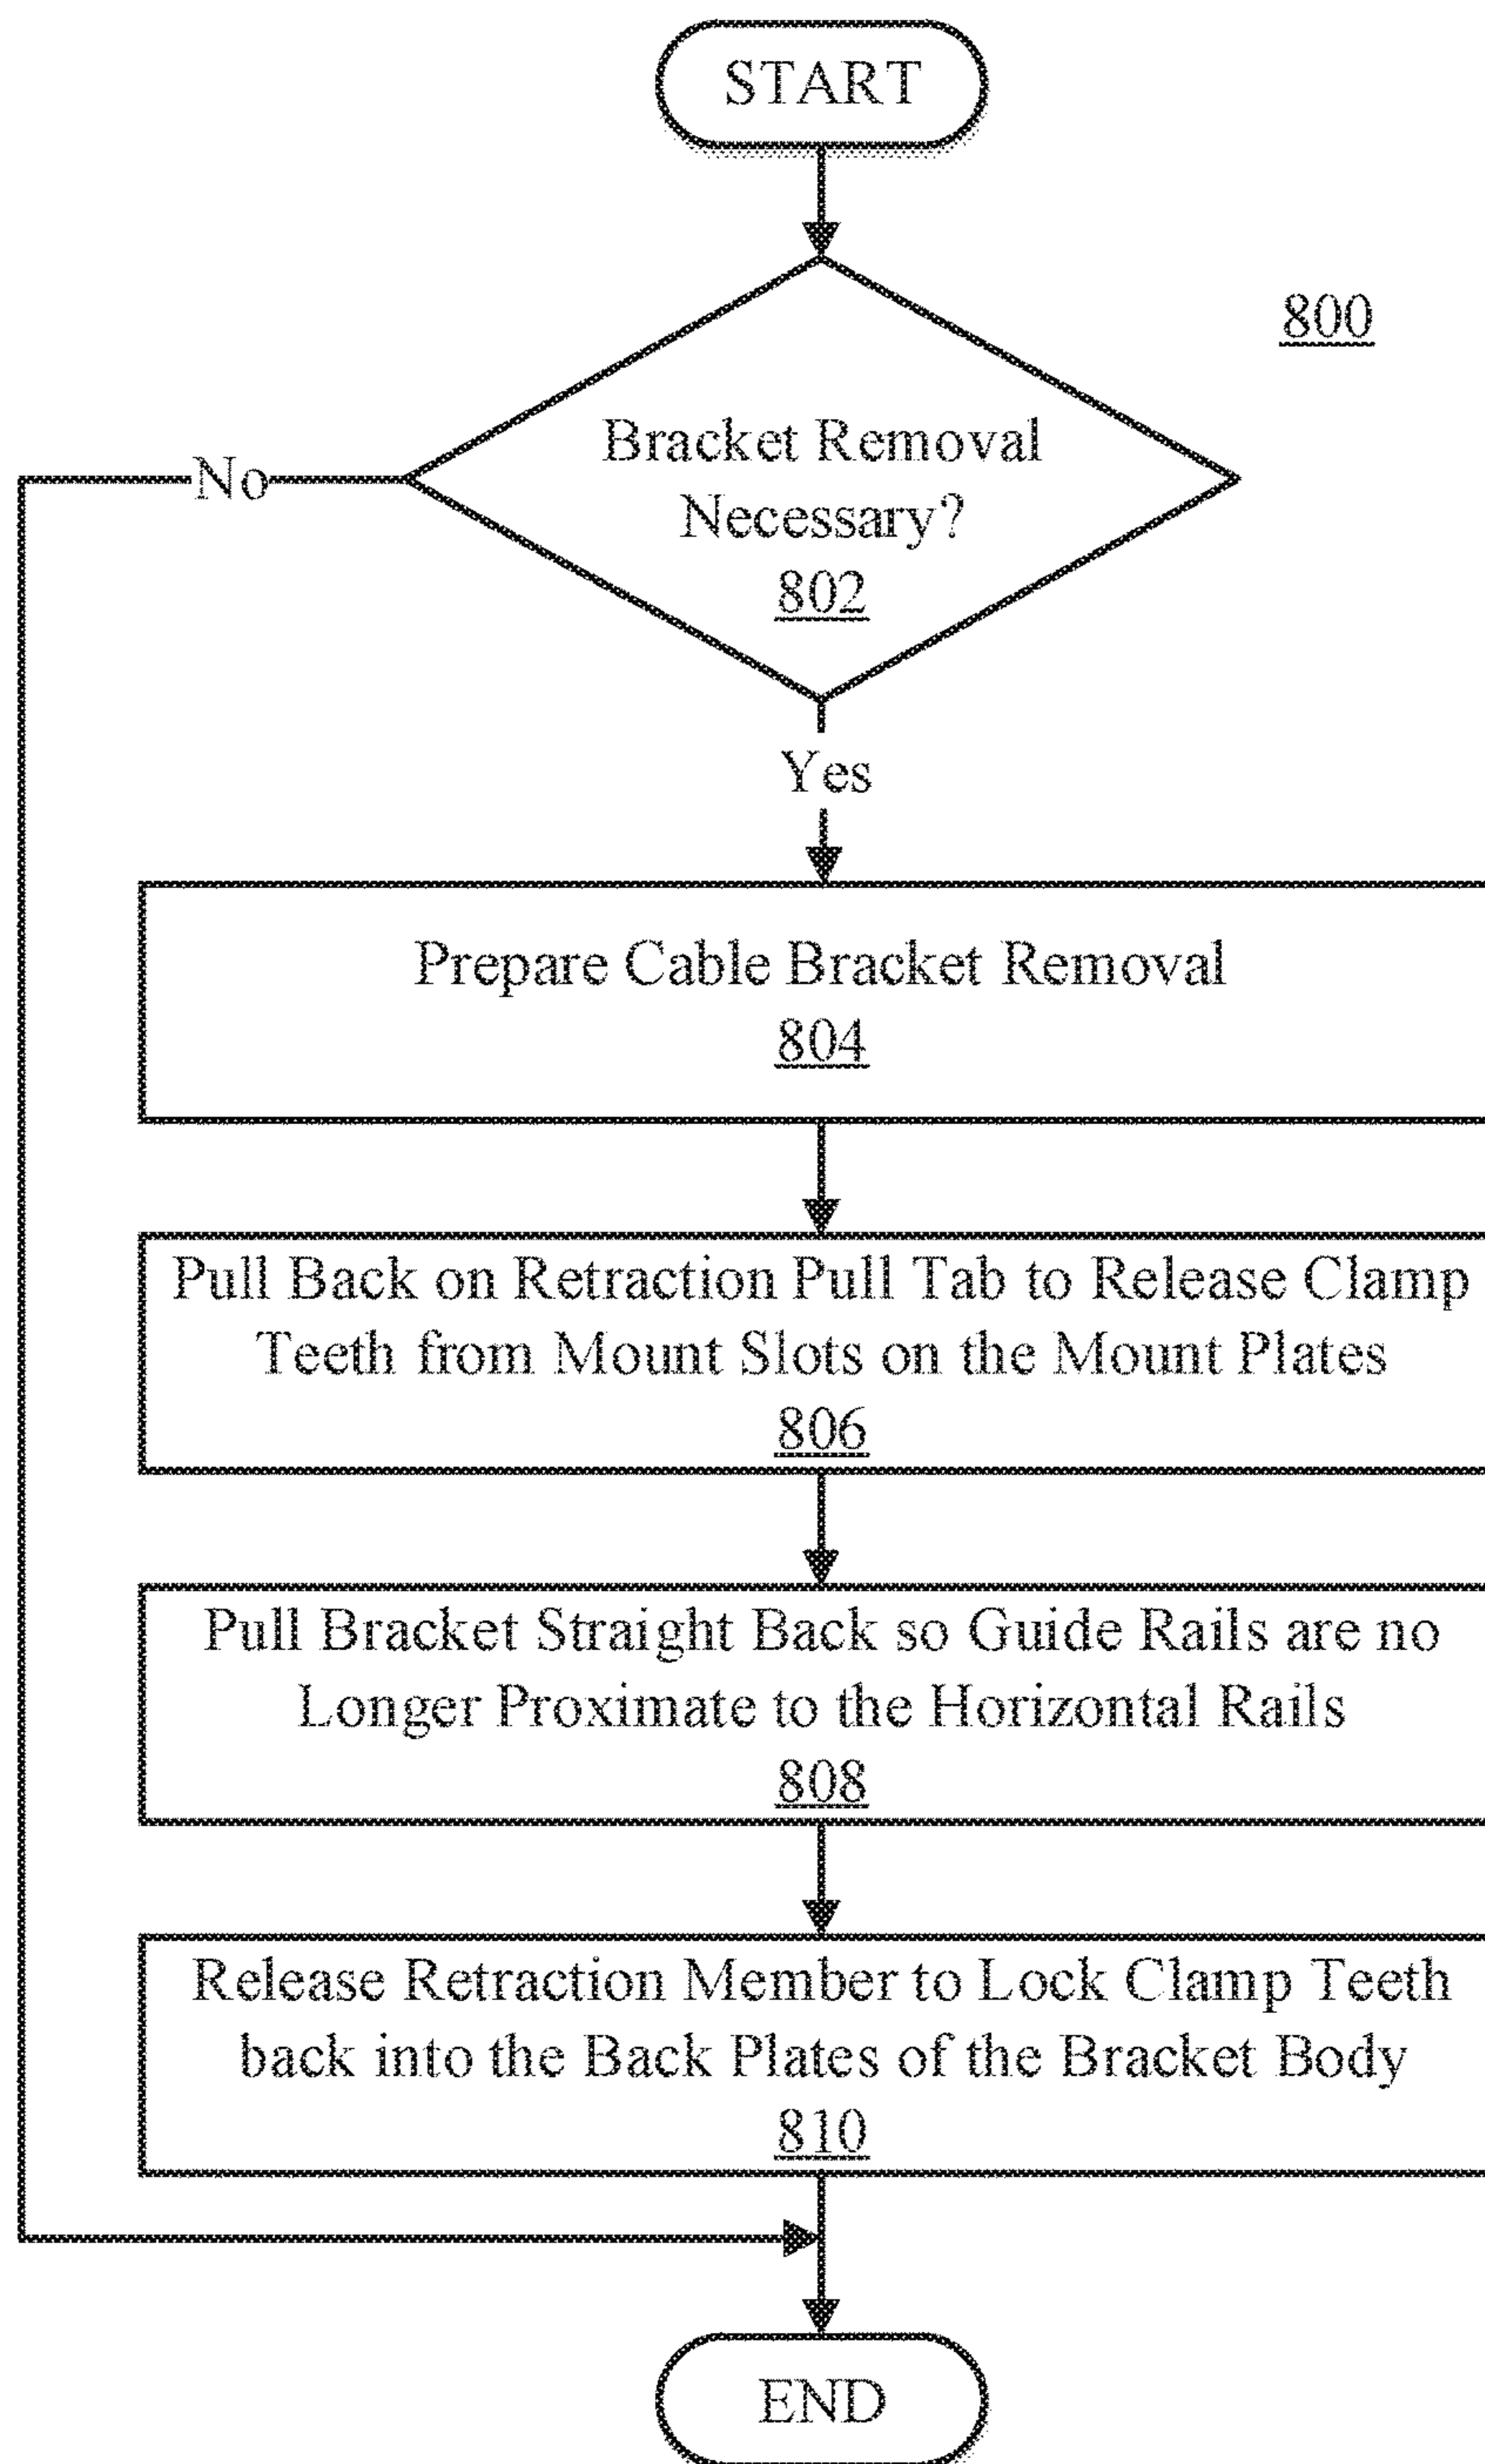 START
800
Bracket Removal
Necessary?
802
No
Yes
Prepare Cable Bracket Removal
804
Pull Back on Retraction Pull Tab to Release Clamp
Teeth from Mount Slots on the Mount Plates
806
Pull Bracket Straight Back so Guide Rails are no
Longer Proximate to the Horizontal Rails
808
Release Retraction Member to Lock Clamp Teeth
back into the Back Plates of the Bracket Body
810
END